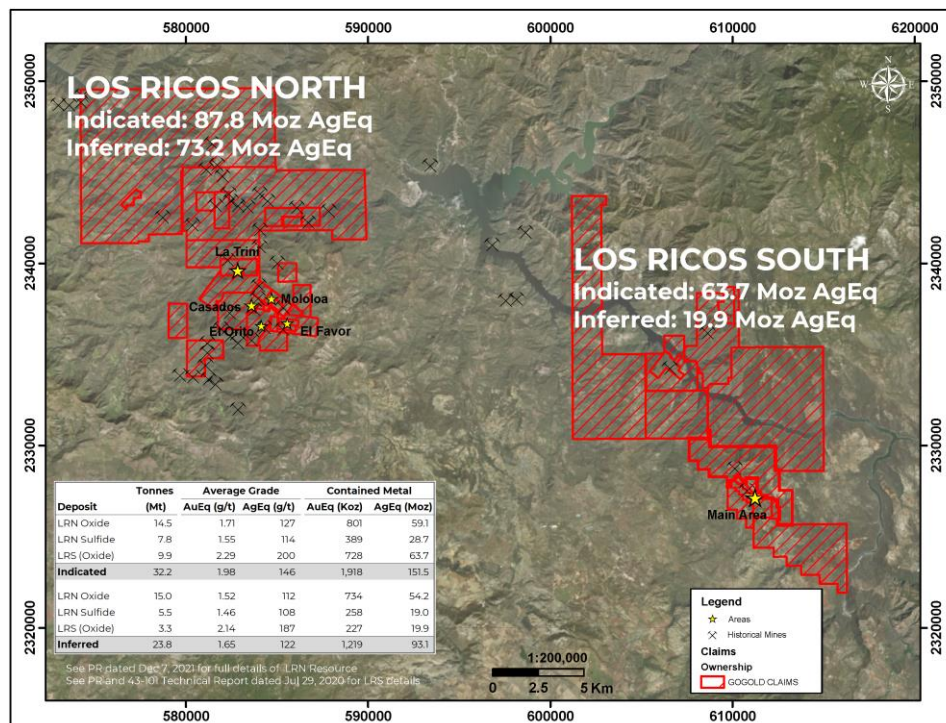 580000 590000 600000 610000 620000
2350000 2350000
LOS RICOS NORTH
Indicated: 87.8 Moz AgEq
Inferred: 73.2 Moz AgEq
N
W E
S
2340000 2340000
La Trini
Mololoa
Casados
El Orito
El Favor
LOS RICOS SOUTH
Indicated: 63.7 Moz AgEq
Inferred: 19.9 Moz AgEq
2330000 2330000
Main Area
Tonnes Average Grade Contained Metal
Deposit (Mt) AuEq (g/t) AgEq (g/t) AuEq (Koz) AgEq (Moz)
LRN Oxide 14.5 1.71 127 801 59.1
LRN Sulfide 7.8 1.55 114 389 28.7
LRS (Oxide) 9.9 2.29 200 728 63.7
Indicated 32.2 1.98 146 1,918 151.5
LRN Oxide 15.0 1.52 112 734 54.2
LRN Sulfide 5.5 1.46 108 258 19.0
LRS (Oxide) 3.3 2.14 187 227 19.9
Inferred 23.8 1.65 122 1,219 93.1
See PR dated Dec 7, 2021 for full details of LRN Resource
See PR and 43-101 Technical Report dated Jul 29, 2020 for LRS details
2320000 2320000
1:200,000
0 2.5 5 Km
Legend
Areas
Historical Mines
Claims
Ownership
GOGOLD CLAIMS
580000 590000 600000 610000